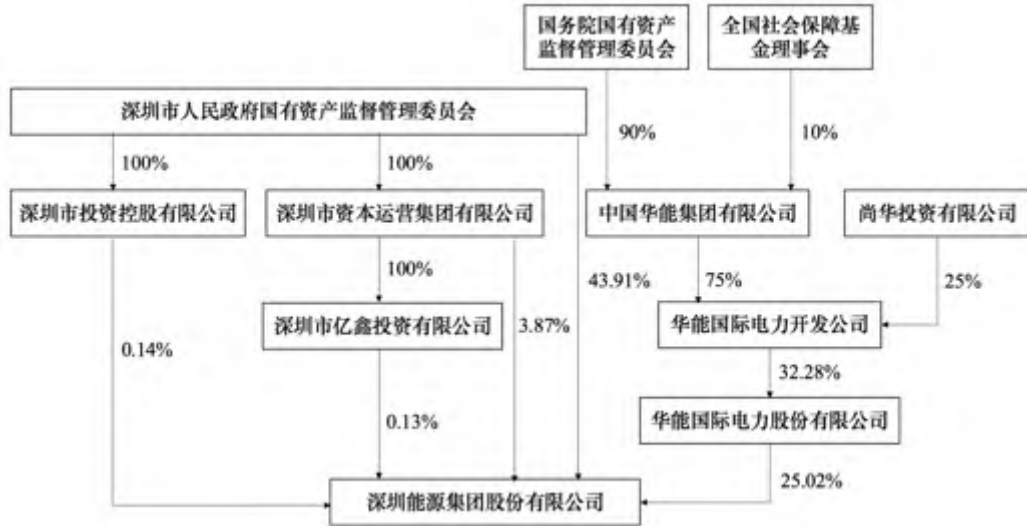 国务院国有资产
监督管理委员会
全国社会保障基
金理事会
深圳市人民政府国有资产监督管理委员会
90%
10%
100%
100%
深圳市投资控股有限公司
深圳市资本运营集团有限公司
中国华能集团有限公司
尚华投资有限公司
100%
43.91%
75%
25%
深圳市亿鑫投资有限公司
3.87%
华能国际电力开发公司
0.14%
32.28%
0.13%
华能国际电力股份有限公司
25.02%
深圳能源集团股份有限公司